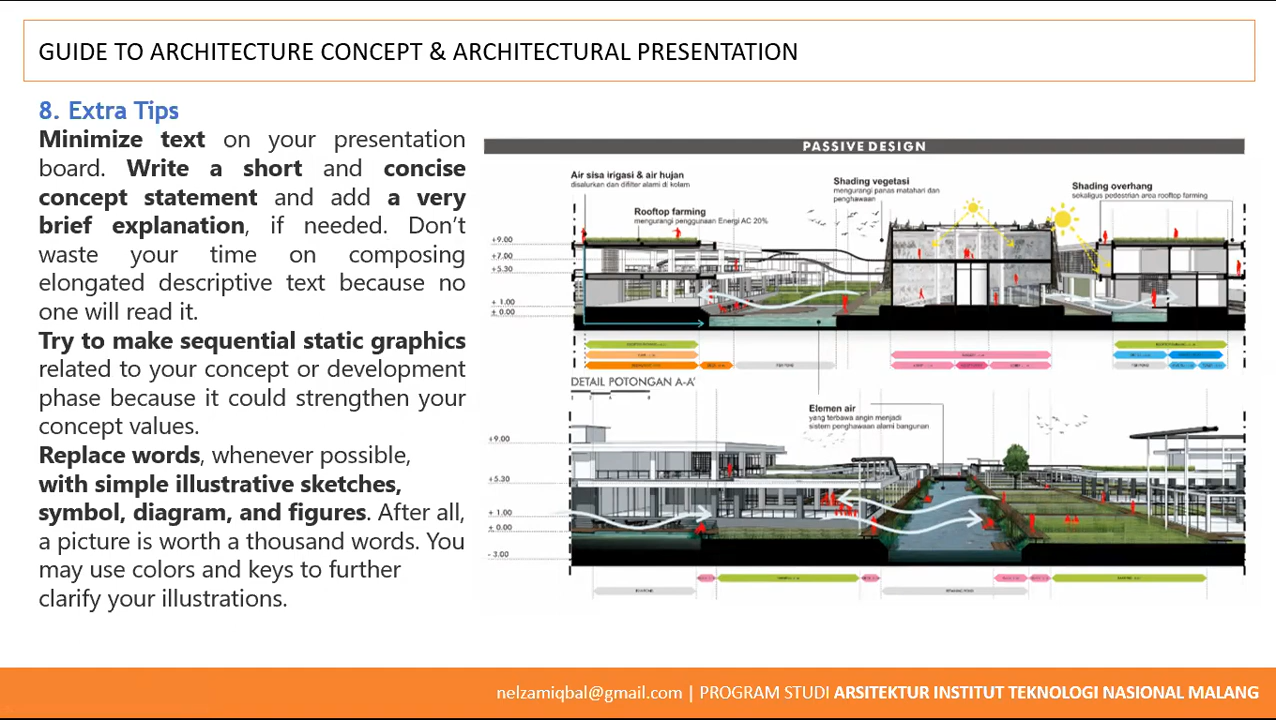 GUIDE TO ARCHITECTURE CONCEPT & ARCHITECTURAL PRESENTATION
8. Extra Tips
Minimize text on your presentation
board. Write a short and concise
concept statement and add a very
brief explanation, if needed. Don't
waste your time on composing
elongated descriptive text because no
one will read it.
Try to make sequential static graphics
related to your concept or development
phase because it could strengthen your
concept values.
Replace words, whenever possible,
with simple illustrative sketches,
symbol, diagram, and figures. After all,
a picture is worth a thousand words. You
may use colors and keys to further
clarify your illustrations.
PASSIVE DESIGN
Air sisa irigasi & air hujan
disalurkan dan difilter alami di kolam
Rooftop farming
mengurangi penggunaan Energi AC 20%
Shading vegetasi
mengurangi panas matahari dan
penghawaan
Shading overhang
sekaligus pedestrian area rooftop farming
+9.00
+7.00
+5.30
+ 1.00
± 0.00
DETAIL POTONGAN A-A'
Elemen air
yang terbawa angin menjadi
sistem penghawaan alami bangunan
+9.00
+5.30
+ 1.00
± 0.00
- 3.00
nelzamiqbal@gmail.com | PROGRAM STUDI ARSITEKTUR INSTITUT TEKNOLOGI NASIONAL MALANG